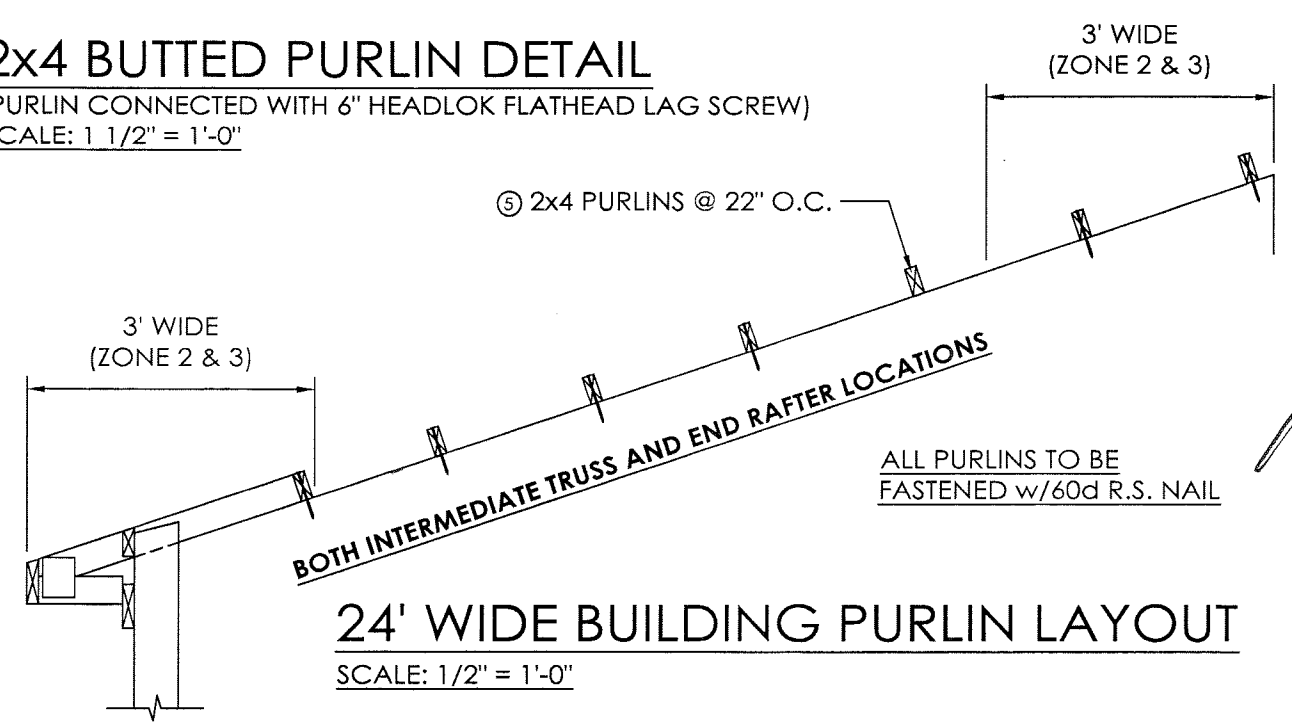 2x4 BUTTED PURLIN DETAIL
PURLIN CONNECTED WITH 6" HEADLOK FLATHEAD LAG SCREW)
SCALE: 1 1/2" = 1'-0"
3' WIDE
(ZONE 2 & 3)
⑤ 2x4 PURLINS @ 22" O.C.
3' WIDE
(ZONE 2 & 3)
BOTH INTERMEDIATE TRUSS AND END RAFTER LOCATIONS
ALL PURLINS TO BE
FASTENED w/60d R.S. NAIL
24' WIDE BUILDING PURLIN LAYOUT
SCALE: 1/2" = 1'-0"